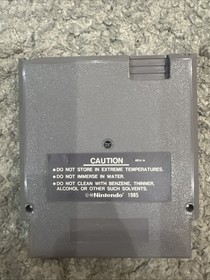 CAUTION
• DO NOT STORE IN EXTREME TEMPERATURES.
• DO NOT IMMERSE IN WATER.
• DO NOT CLEAN WITH BENZENE, THINNER,
ALCOHOL OR OTHER SUCH SOLVENTS.
Nintendo 1985